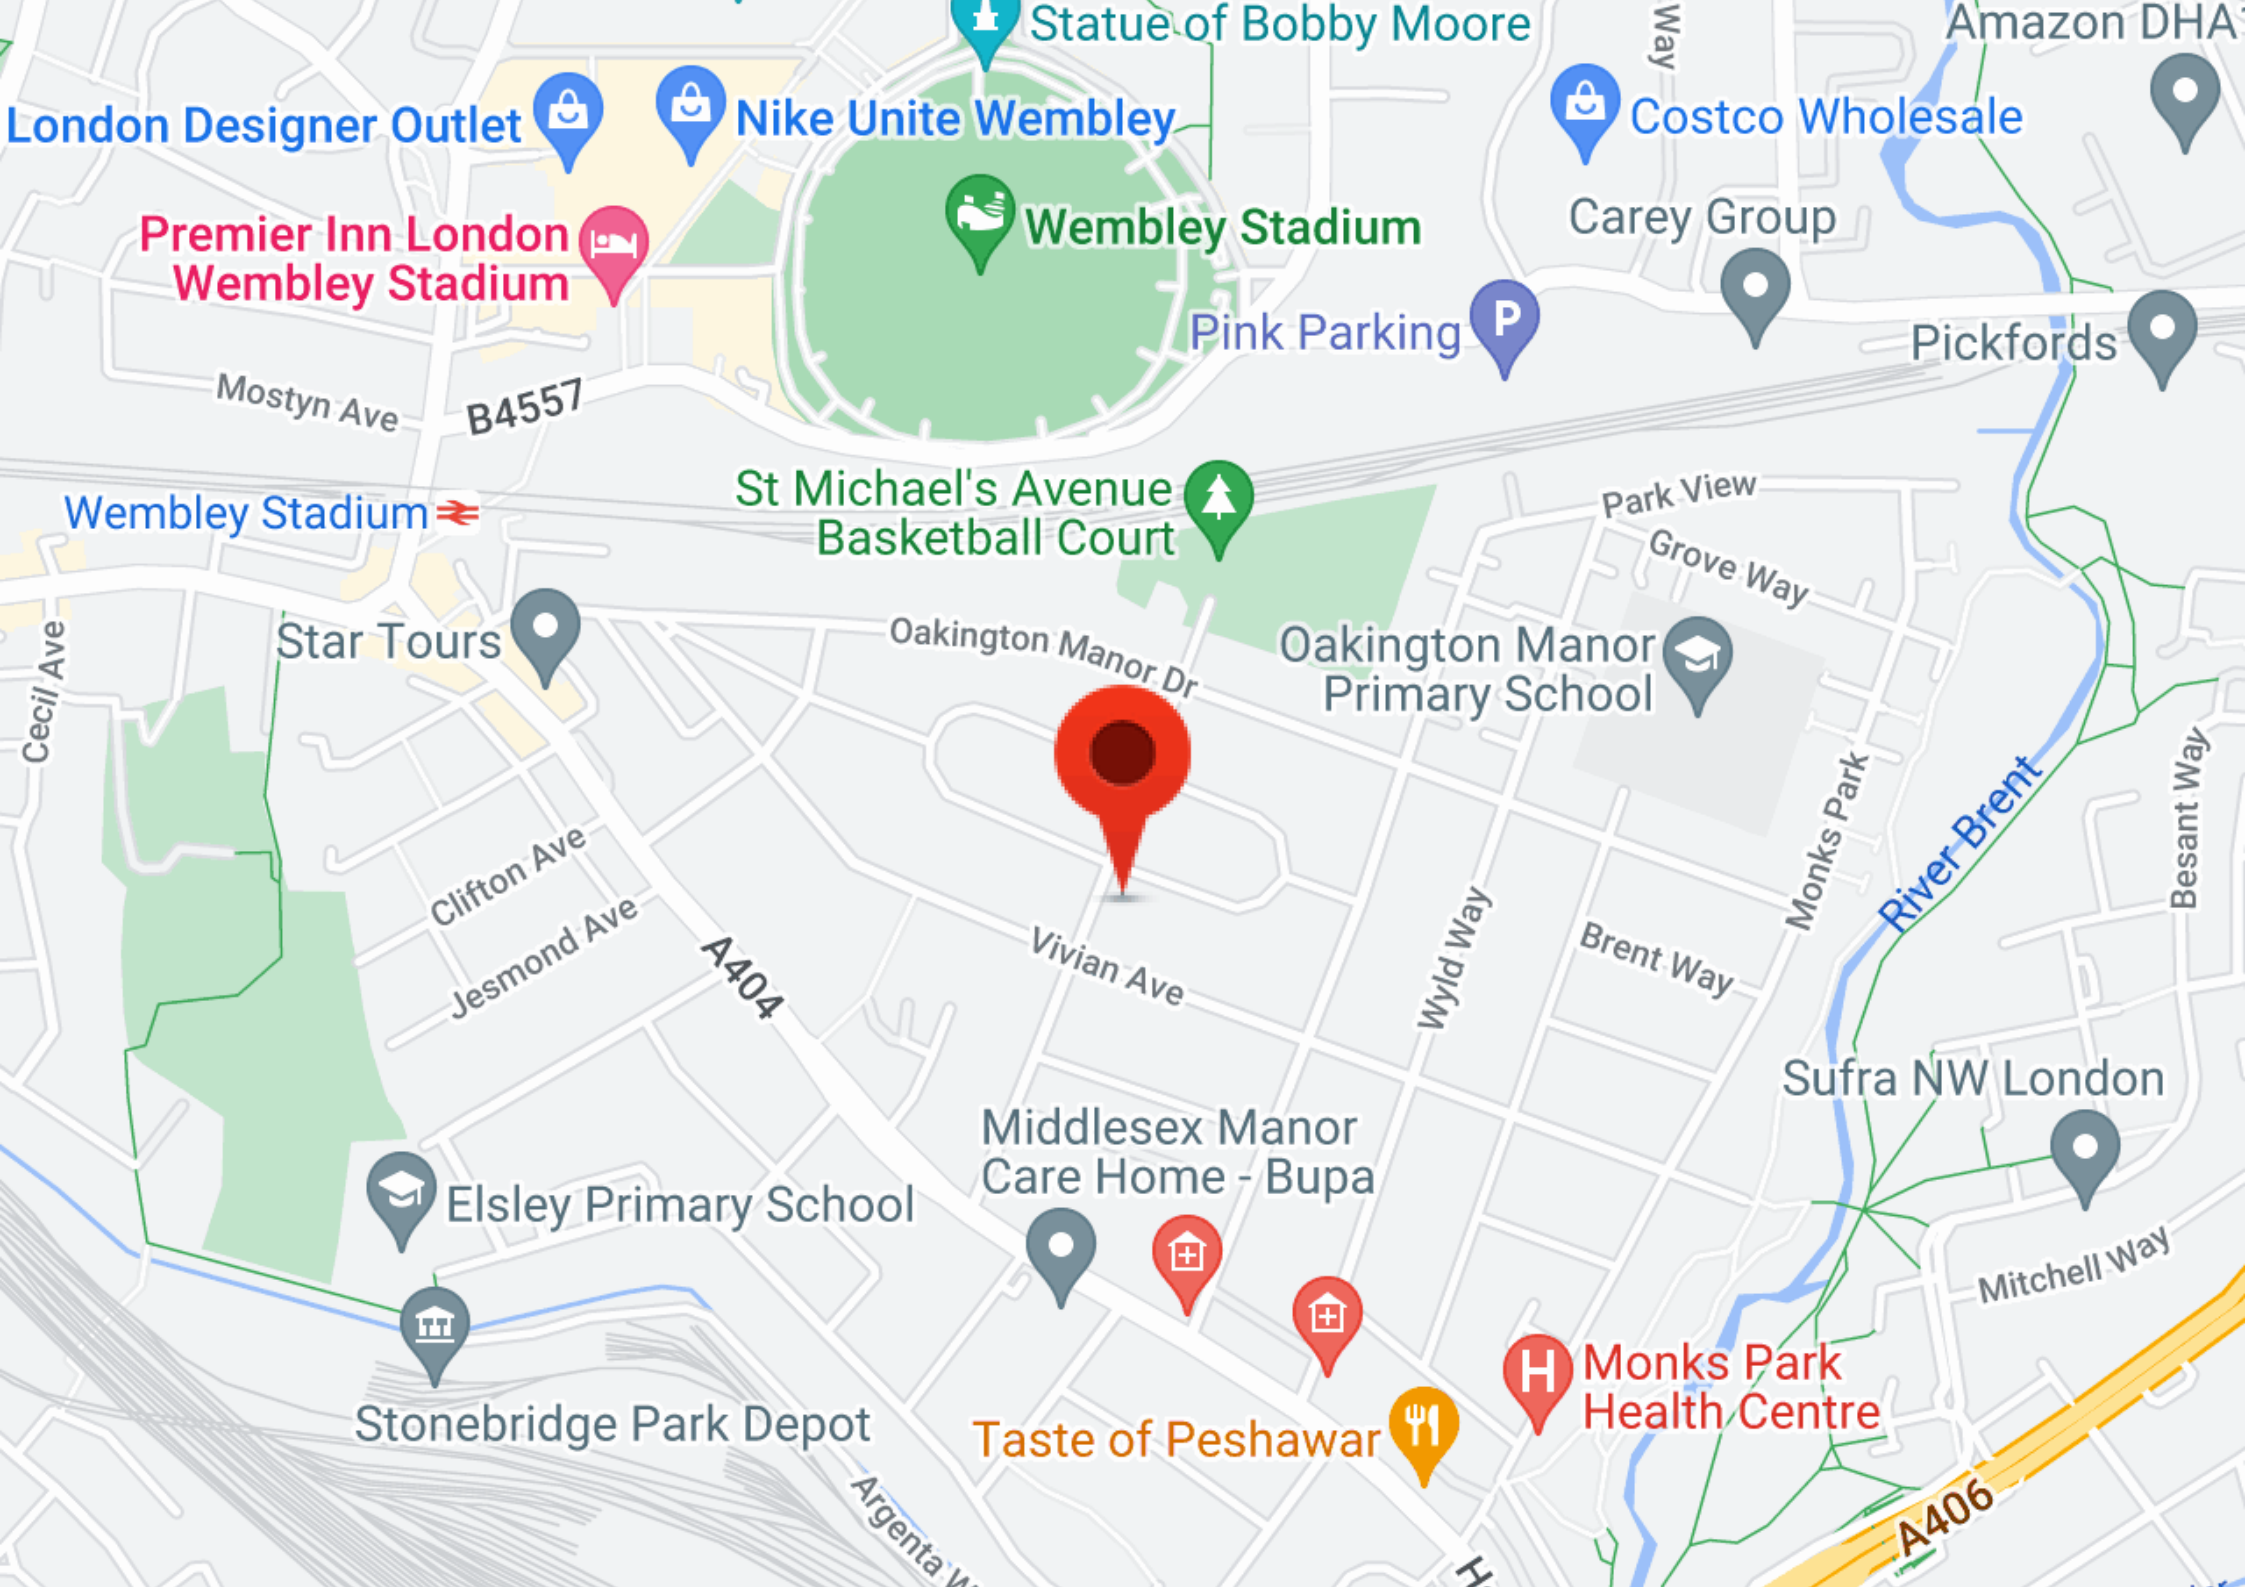 Statue of Bobby Moore
Way
Amazon DHA
London Designer Outlet
Nike Unite Wembley
Costco Wholesale
Premier Inn London
Wembley Stadium
Wembley Stadium
Carey Group
Pink Parking
P
Pickfords
Mostyn Ave
B4557
St Michael's Avenue
Basketball Court
Wembley Stadium
Park View
Grove Way
Star Tours
Oakington Manor Dr
Oakington Manor
Primary School
Cecil Ave
Monks Park
River Brent
Besant Way
Clifton Ave
Jesmond Ave
A404
Vivian Ave
Wyld Way
Brent Way
Sufra NW London
Middlesex Manor
Care Home - Bupa
Elsley Primary School
Mitchell Way
H
Monks Park
Health Centre
Stonebridge Park Depot
Taste of Peshawar
Argenta W
A406
H